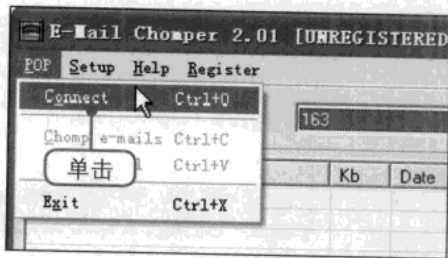 E-Mail Chomper 2.01 [UNREGISTERED
POP Setup Help Register
Connect Ctrl+O
163
Chomp e-mails Ctrl+C
单击 Ctrl+V
Kb Date
Exit Ctrl+X